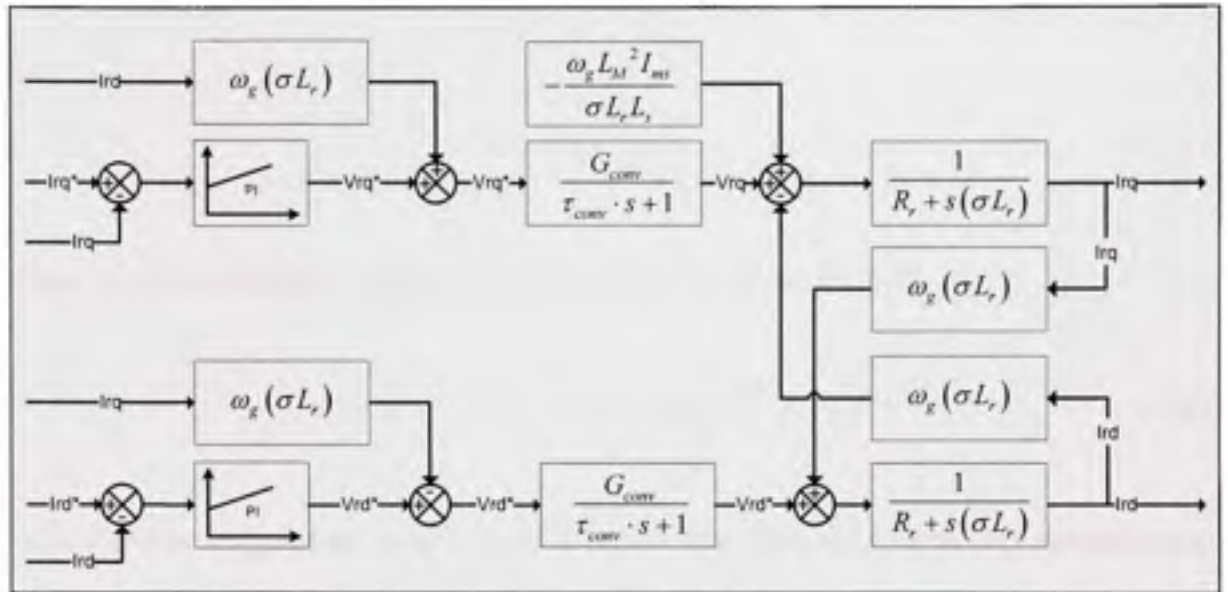 Ird
ω_g(σL_r)
-ω_g L_M² I_ms / σL_r L_s
Irq*
+
-
PI
Vrq*
+
+
Vrq*
G_conv / τ_conv · s + 1
Vrq
+
+
-
1 / R_r + s(σL_r)
Irq
Irq
Irq
ω_g(σL_r)
Irq
ω_g(σL_r)
ω_g(σL_r)
Ird
Ird*
+
-
PI
Vrd*
+
-
Vrd*
G_conv / τ_conv · s + 1
Vrd*
+
+
1 / R_r + s(σL_r)
Ird
Ird